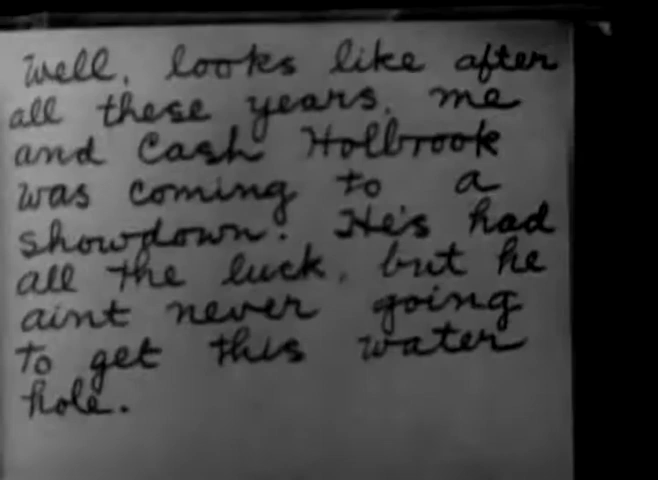 Well, looks like after
all these years, me
and Cash Holbrook
was coming to a
showdown. He's had
all the luck, but he
aint never going
to get this water
hole.